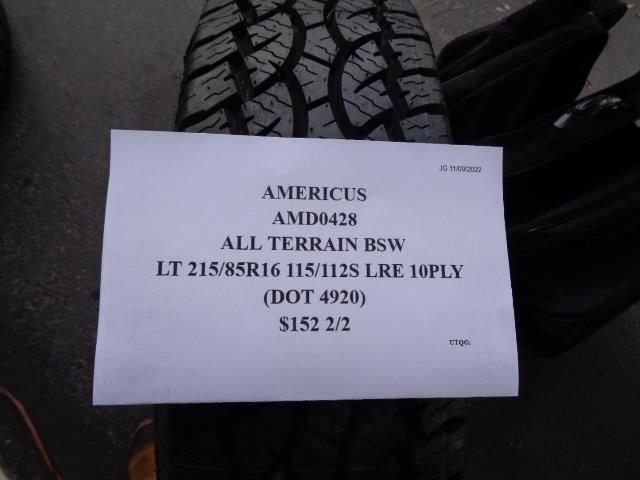 JG 11/09/2022
AMERICUS
AMD0428
ALL TERRAIN BSW
LT 215/85R16 115/112S LRE 10PLY
(DOT 4920)
$152 2/2
UTQG: